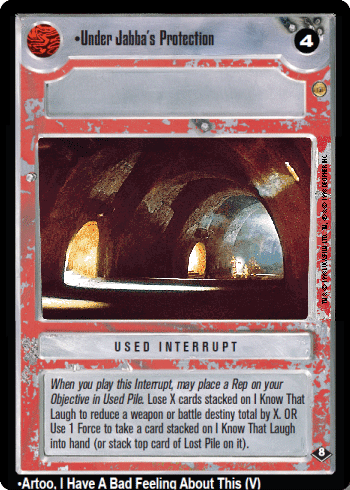 •Under Jabba's Protection
4
USED INTERRUPT
When you play this Interrupt, may place a Rep on your
Objective in Used Pile. Lose X cards stacked on I Know That
Laugh to reduce a weapon or battle destiny total by X. OR
Use 1 Force to take a card stacked on I Know That Laugh
into hand (or stack top card of Lost Pile on it).
8
•Artoo, I Have A Bad Feeling About This (V)